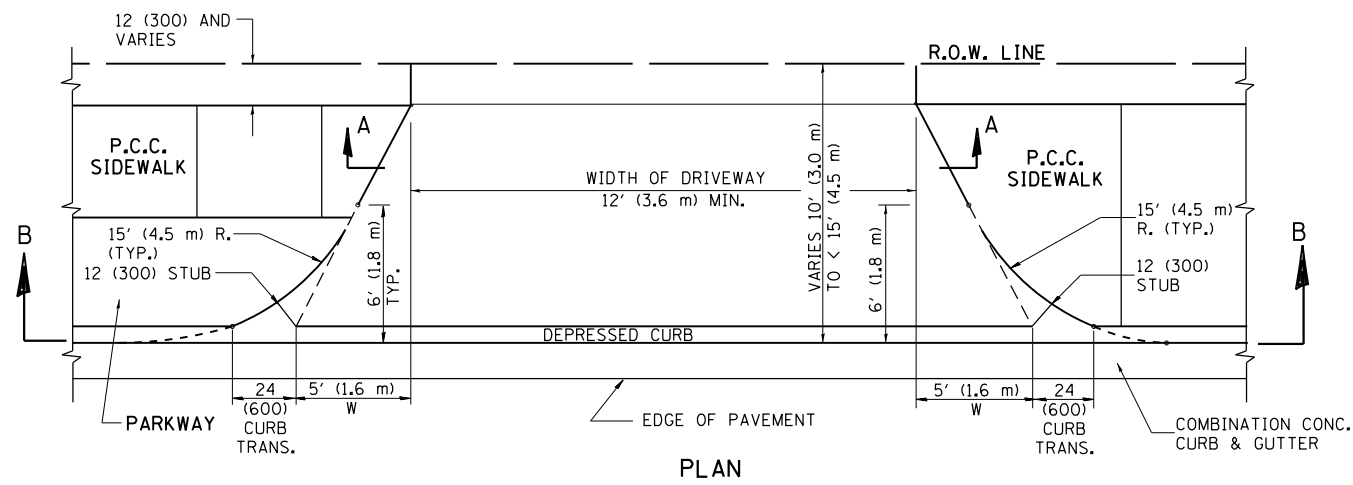 12 (300) AND
VARIES
R.O.W. LINE
A
A
P.C.C.
SIDEWALK
P.C.C.
SIDEWALK
WIDTH OF DRIVEWAY
12' (3.6 m) MIN.
VARIES 10' (3.0 m)
TO < 15' (4.5 m)
15' (4.5 m) R.
(TYP.)
15' (4.5 m)
R. (TYP.)
B
B
12 (300) STUB
12 (300)
STUB
6' (1.8 m)
TYP.
6' (1.8 m)
DEPRESSED CURB
24
(600)
CURB
TRANS.
5' (1.6 m)
W
5' (1.6 m)
W
24
(600)
CURB
TRANS.
PARKWAY
EDGE OF PAVEMENT
COMBINATION CONC.
CURB & GUTTER
PLAN